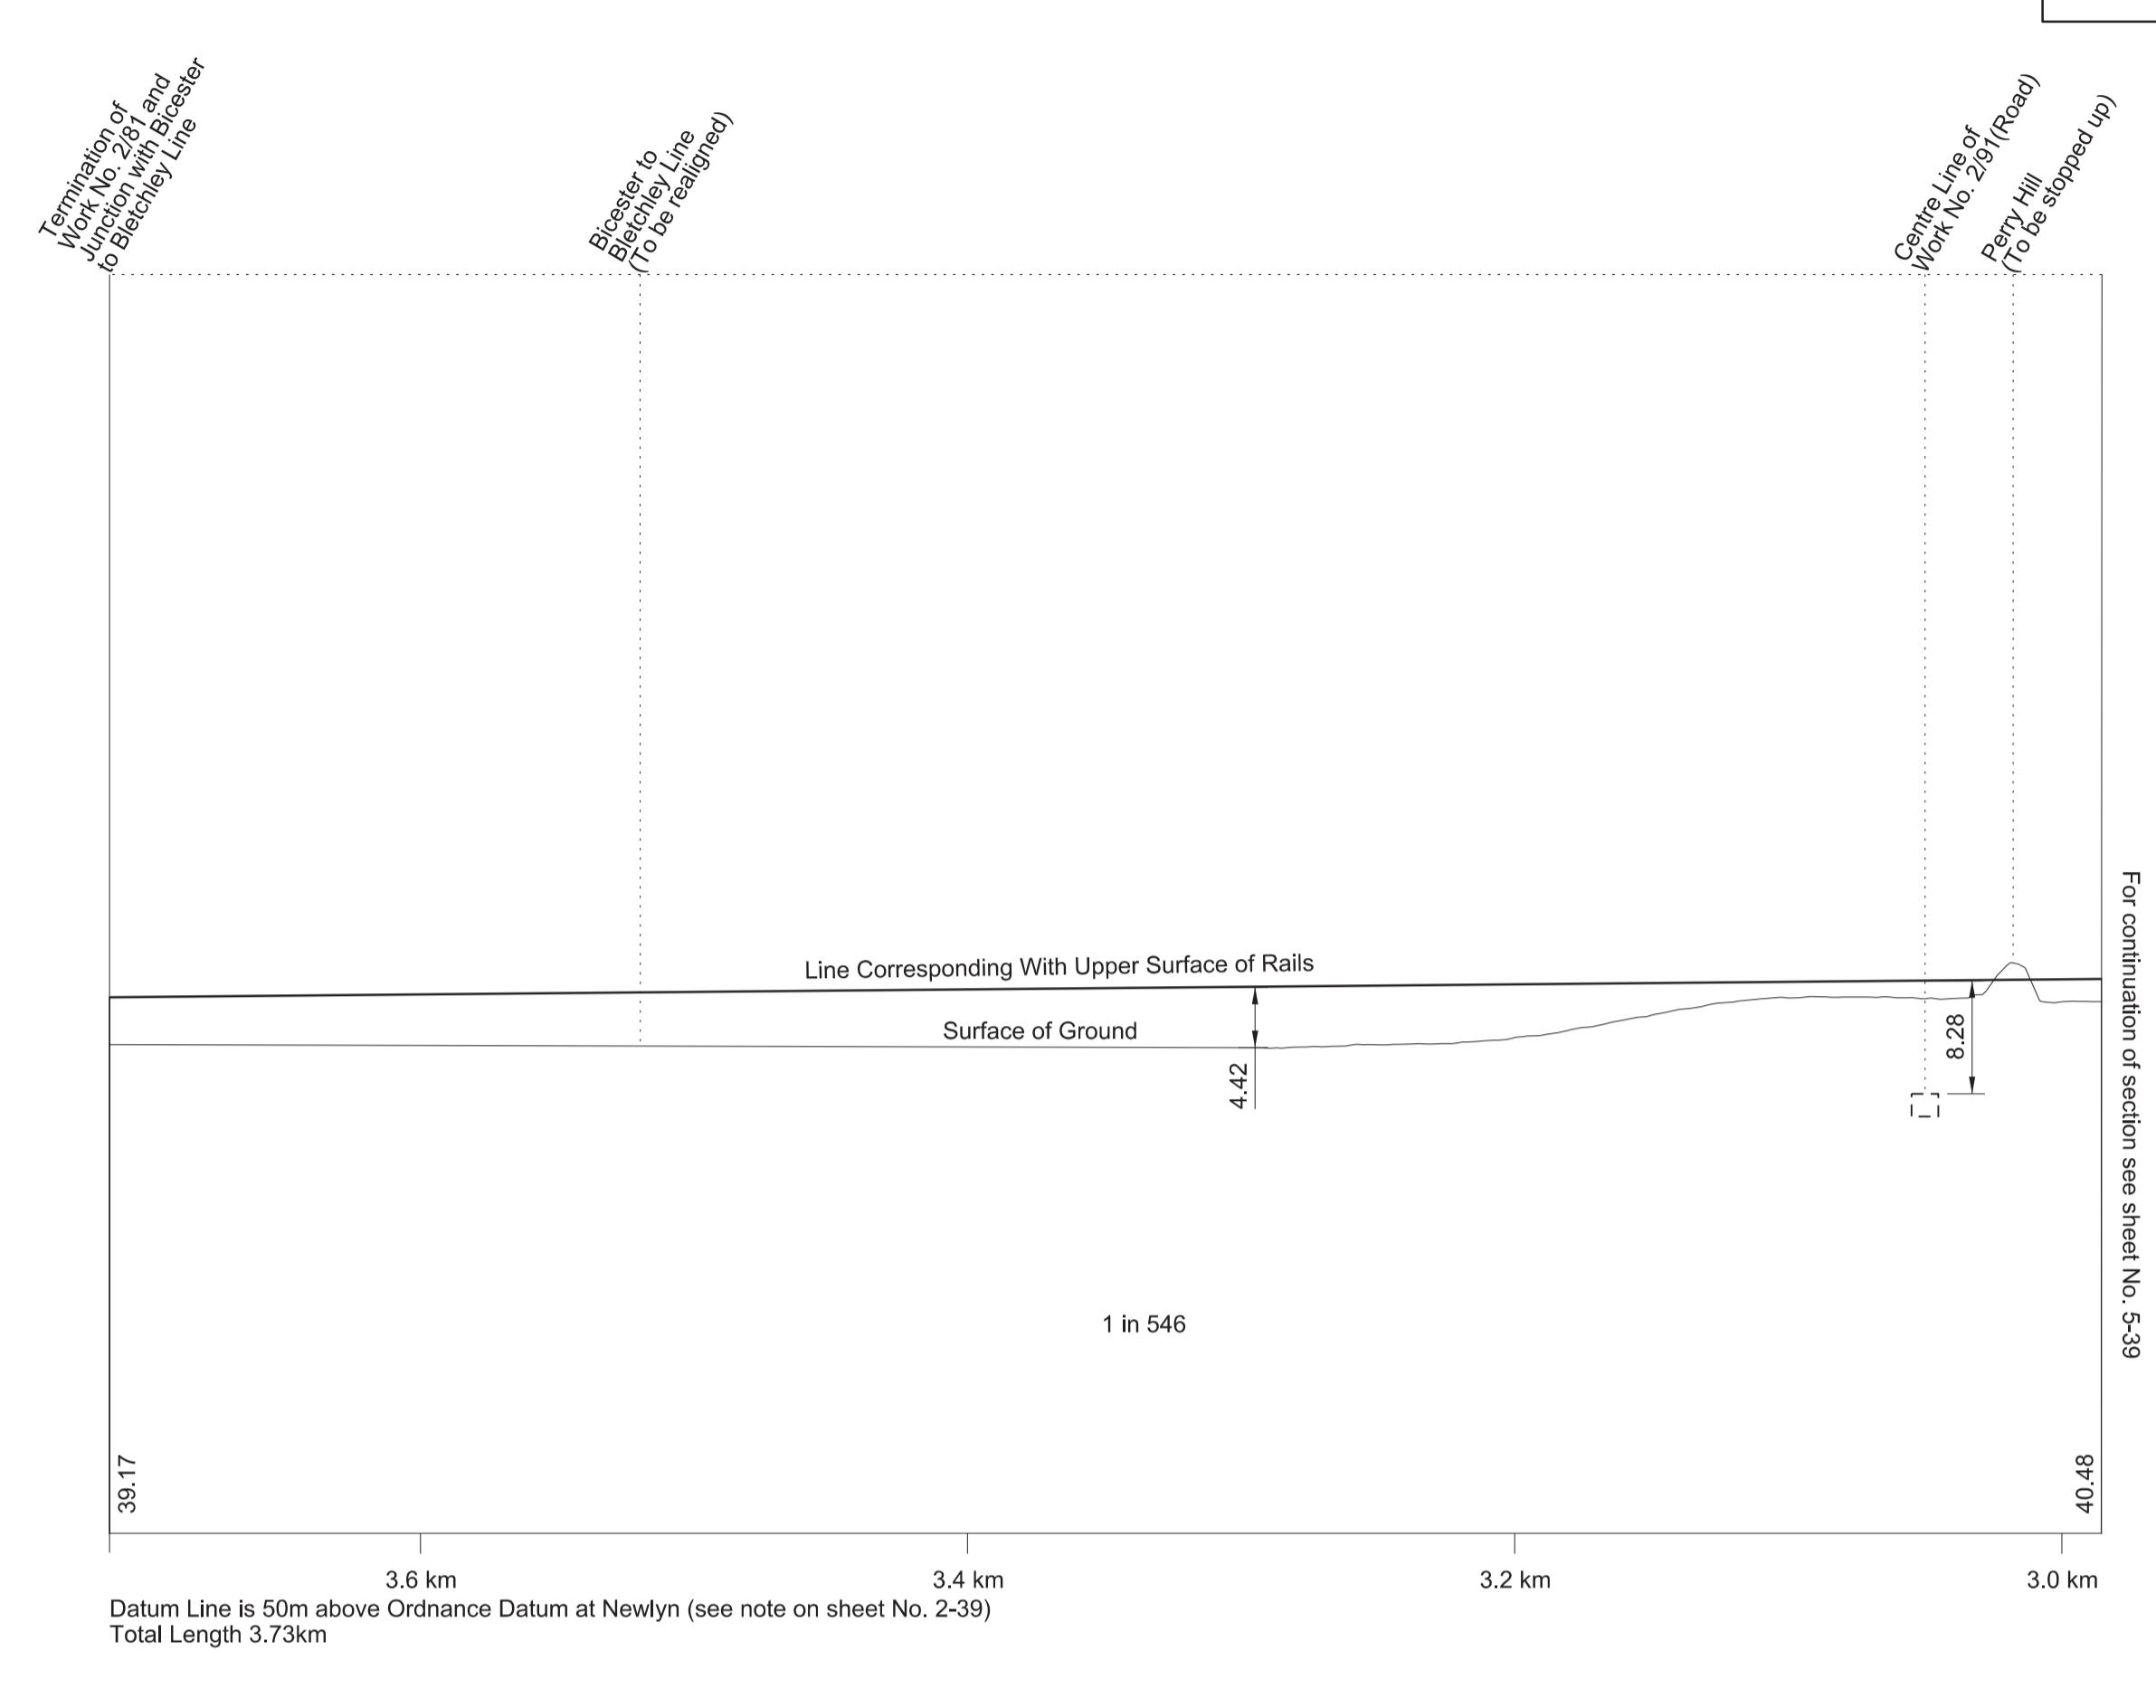 Termination of
Work No. 2/81 and
Junction with Bicester
to Bletchley Line
Bicester to
Bletchley Line
(To be realigned)
Centre Line of
Work No. 2/91(Road)
Perry Hill
(To be stopped up)
Line Corresponding With Upper Surface of Rails
Surface of Ground
4.42
8.28
For continuation of section see sheet No. 5-39
1 in 546
39.17
40.48
3.6 km
3.4 km
3.2 km
3.0 km
Datum Line is 50m above Ordnance Datum at Newlyn (see note on sheet No. 2-39)
Total Length 3.73km